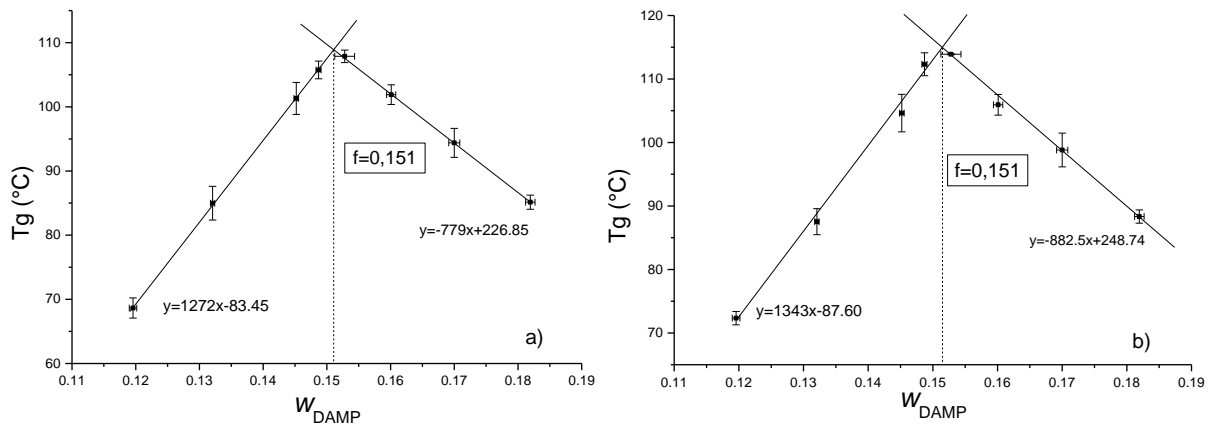 110
100
90
80
70
60
Tg (°C)
f=0,151
y=-779x+226.85
y=1272x-83.45
a)
0.11 0.12 0.13 0.14 0.15 0.16 0.17 0.18 0.19
WDAMP
120
110
100
90
80
70
Tg (°C)
f=0,151
y=-882.5x+248.74
y=1343x-87.60
b)
0.11 0.12 0.13 0.14 0.15 0.16 0.17 0.18 0.19
WDAMP